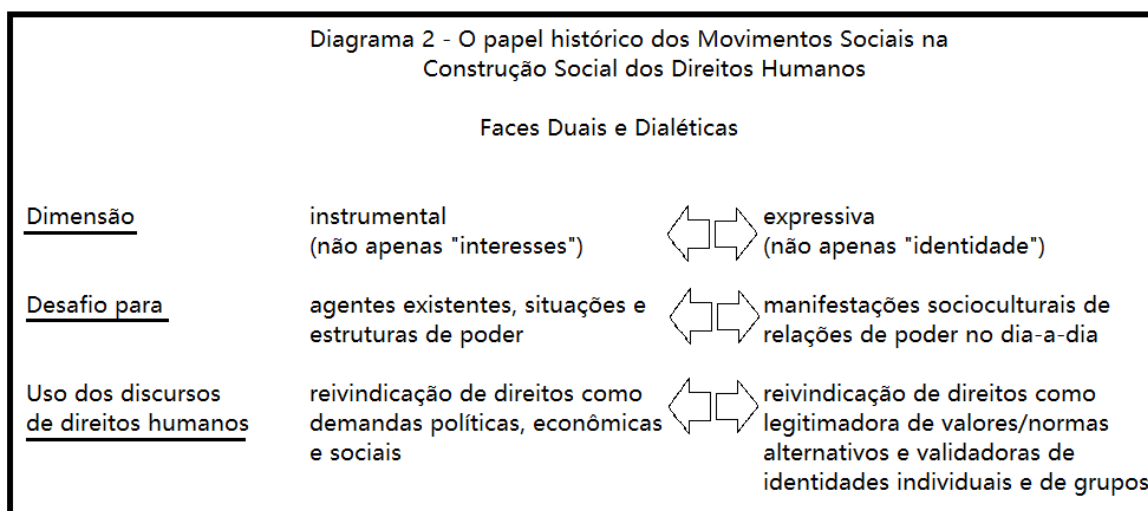 Diagrama 2 - O papel histórico dos Movimentos Sociais na
Construção Social dos Direitos Humanos
Faces Duais e Dialéticas
Dimensão
instrumental
(não apenas "interesses")
expressiva
(não apenas "identidade")
Desafio para
agentes existentes, situações e
estruturas de poder
manifestações socioculturais de
relações de poder no dia-a-dia
Uso dos discursos
de direitos humanos
reivindicação de direitos como
demandas políticas, econômicas
e sociais
reivindicação de direitos como
legitimadora de valores/normas
alternativos e validadoras de
identidades individuais e de grupos